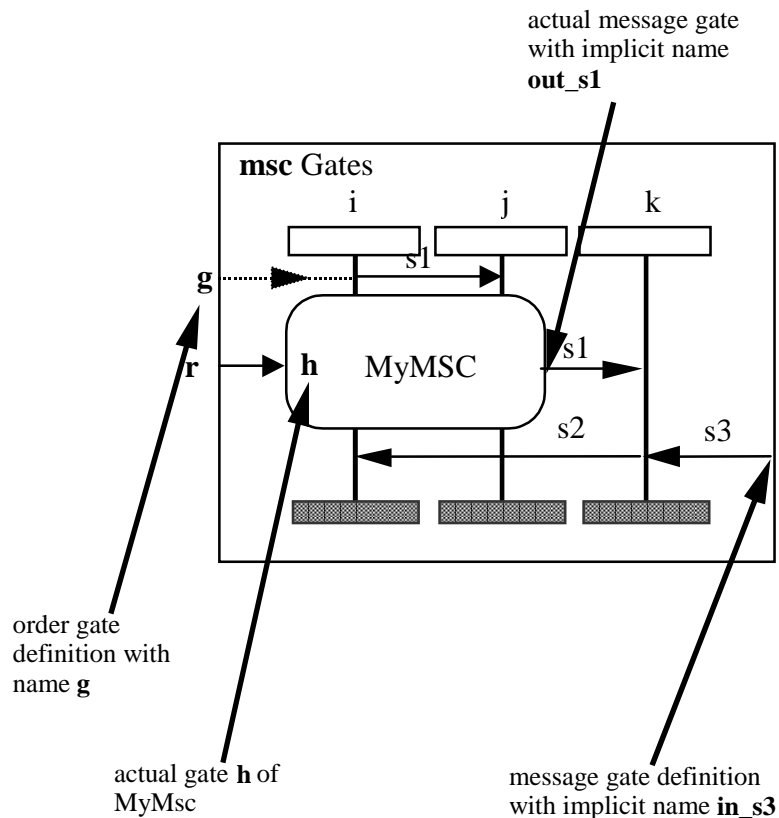 actual message gate
with implicit name
out_s1
msc Gates
i
j
k
s1
g
r
h
MyMSC
s1
s2
s3
order gate
definition with
name g
actual gate h of
MyMsc
message gate definition
with implicit name in_s3